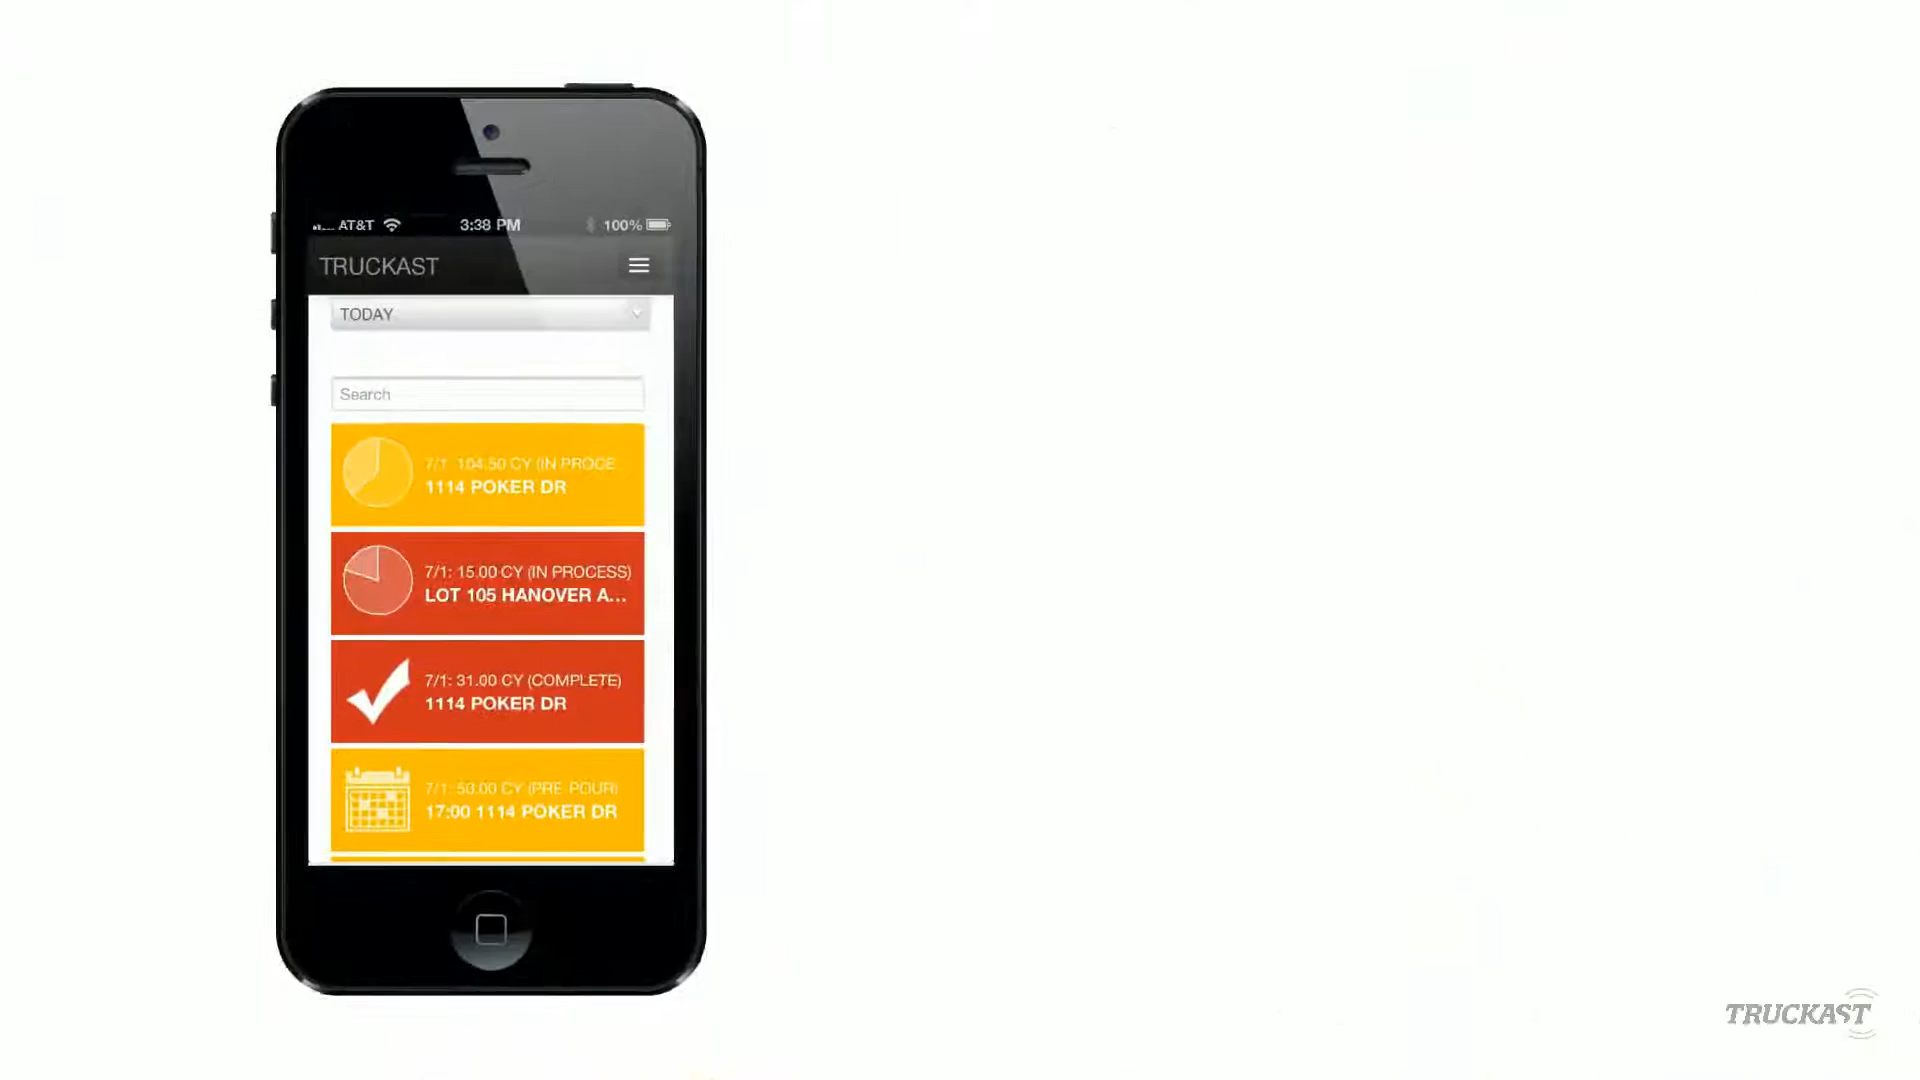 AT&T 3:38 PM 100%
TRUCKAST
TODAY
Search
7/1: 104.50 CY (IN PROCE
1114 POKER DR
7/1: 15.00 CY (IN PROCESS)
LOT 105 HANOVER A...
7/1: 31.00 CY (COMPLETE)
1114 POKER DR
7/1: 50.00 CY (PRE-POUR)
17:00 1114 POKER DR
TRUCKAST